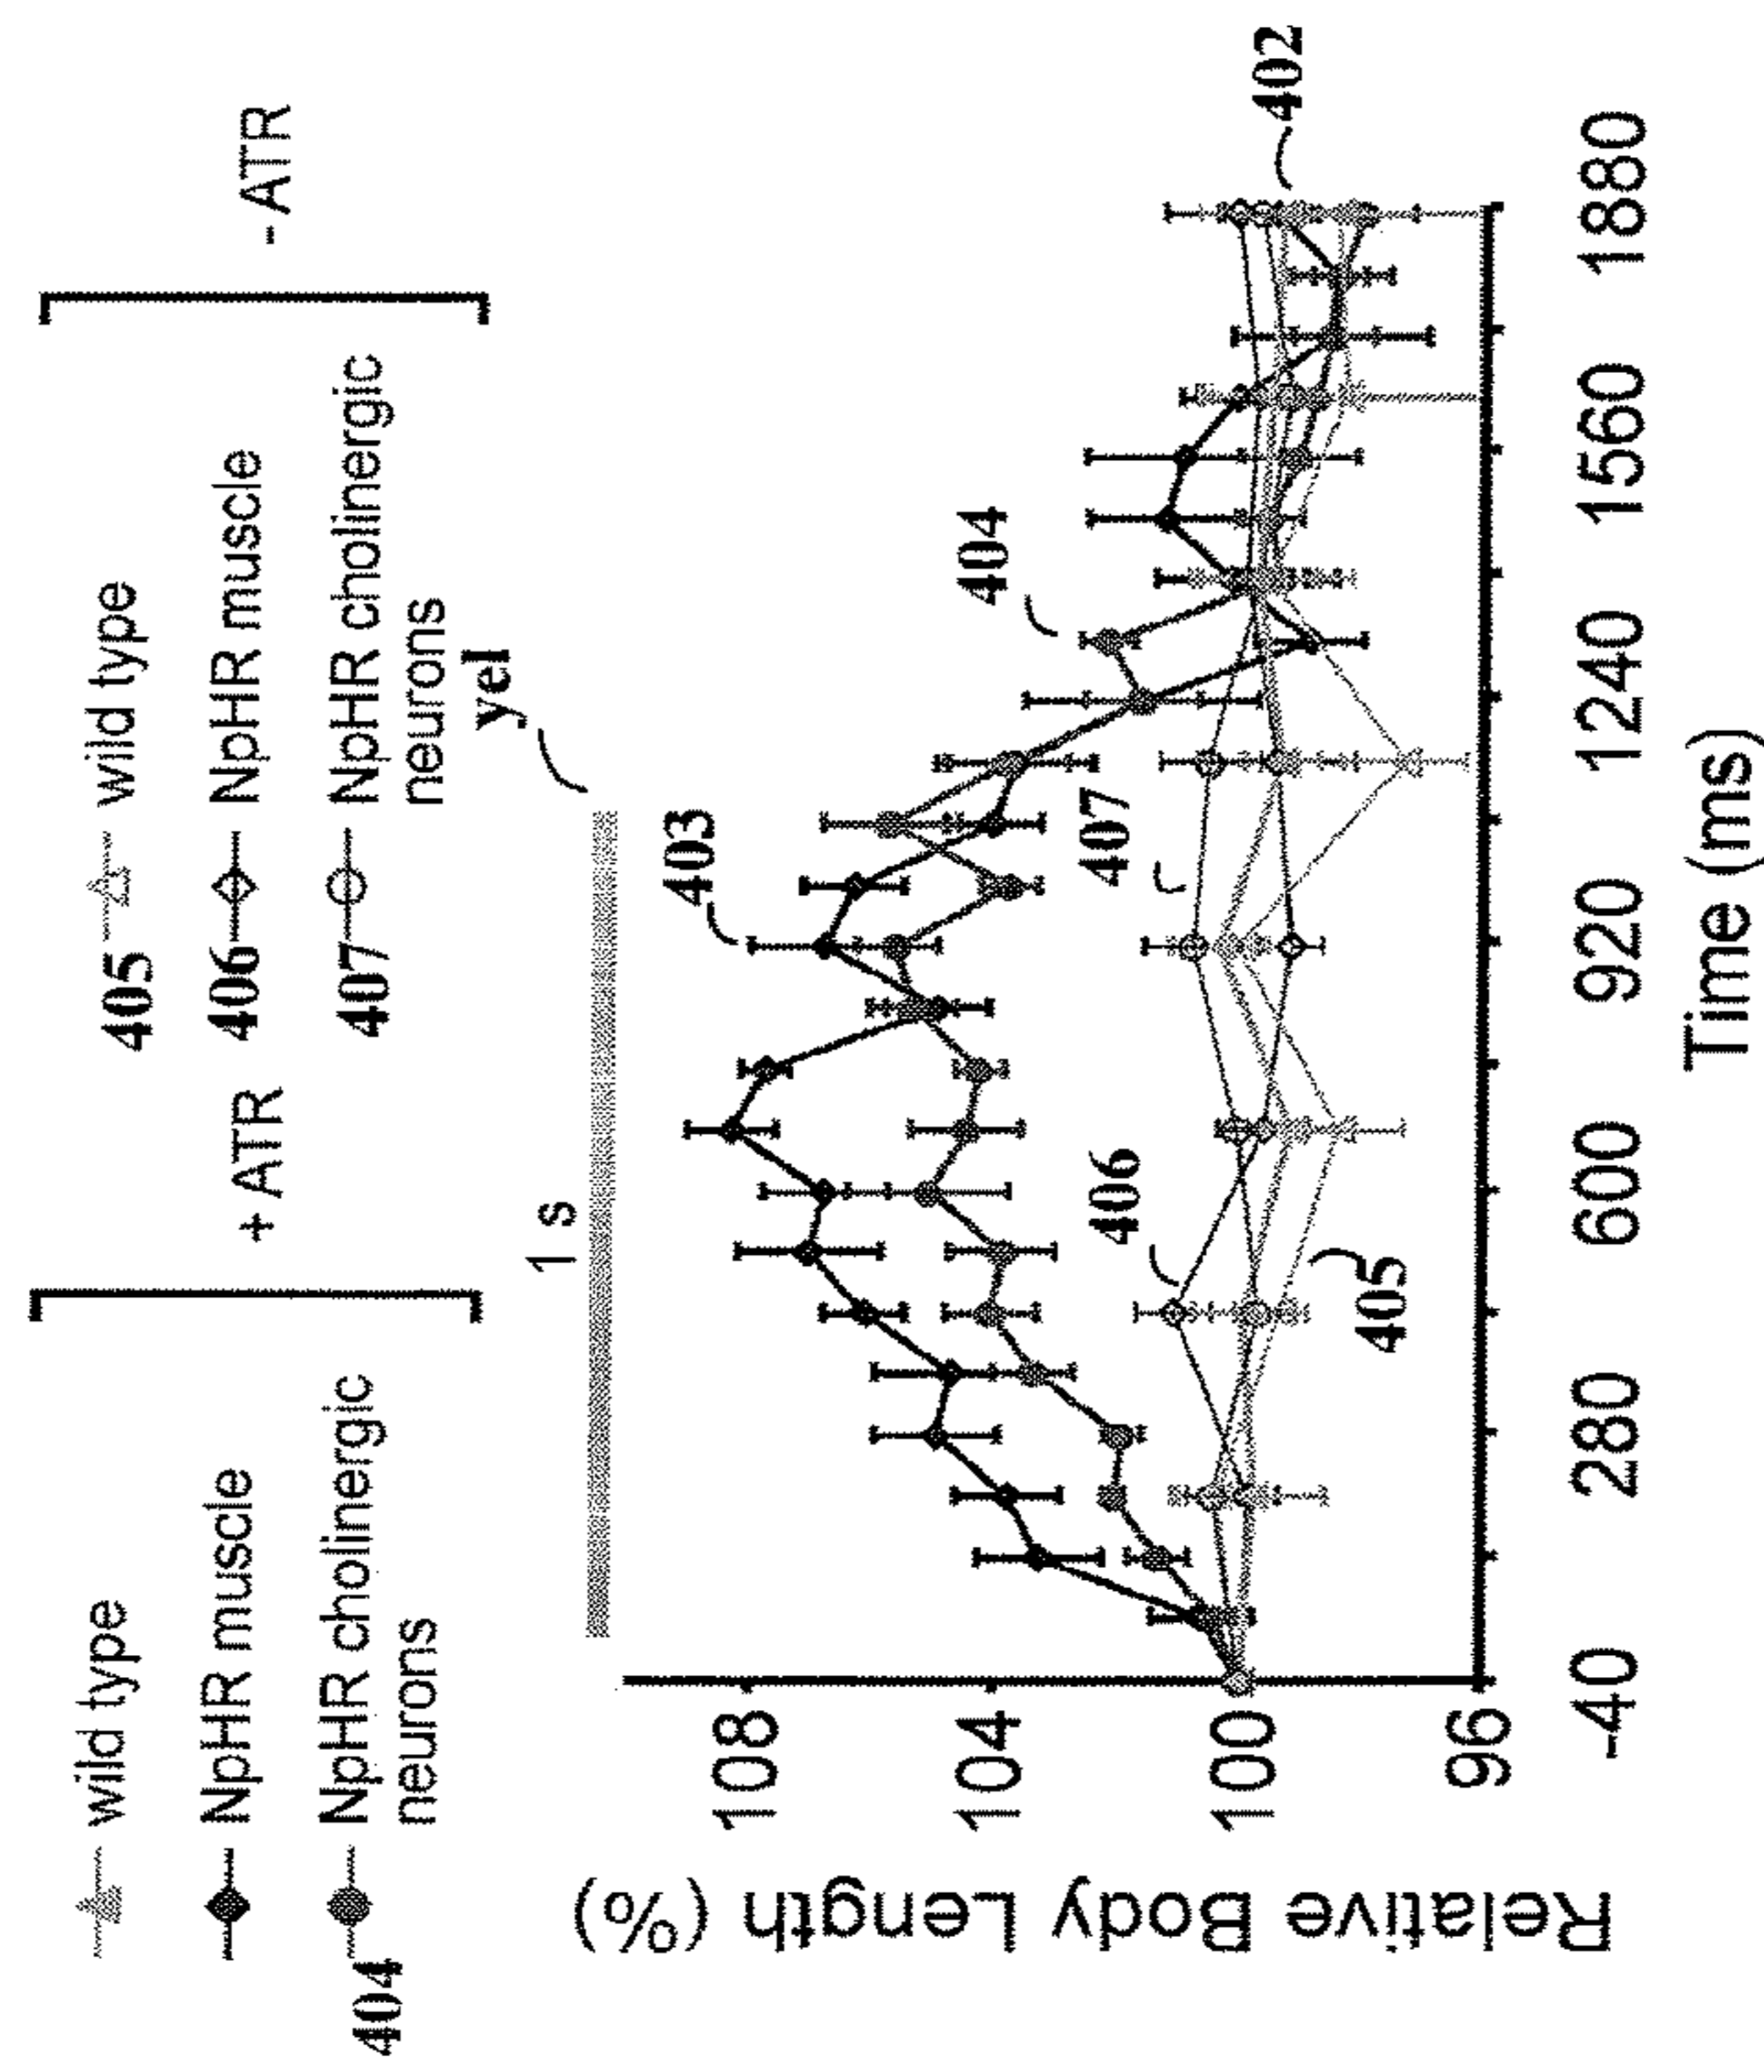 wild type
NpHR muscle
404
NpHR cholinergic
neurons
+ ATR
405
wild type
406
NpHR muscle
407
NpHR cholinergic
neurons
- ATR
yel
1 s
403
404
402
407
406
405
Relative Body Length (%)
108
104
100
96
-40
280
600
920
1240
1560
1880
Time (ms)